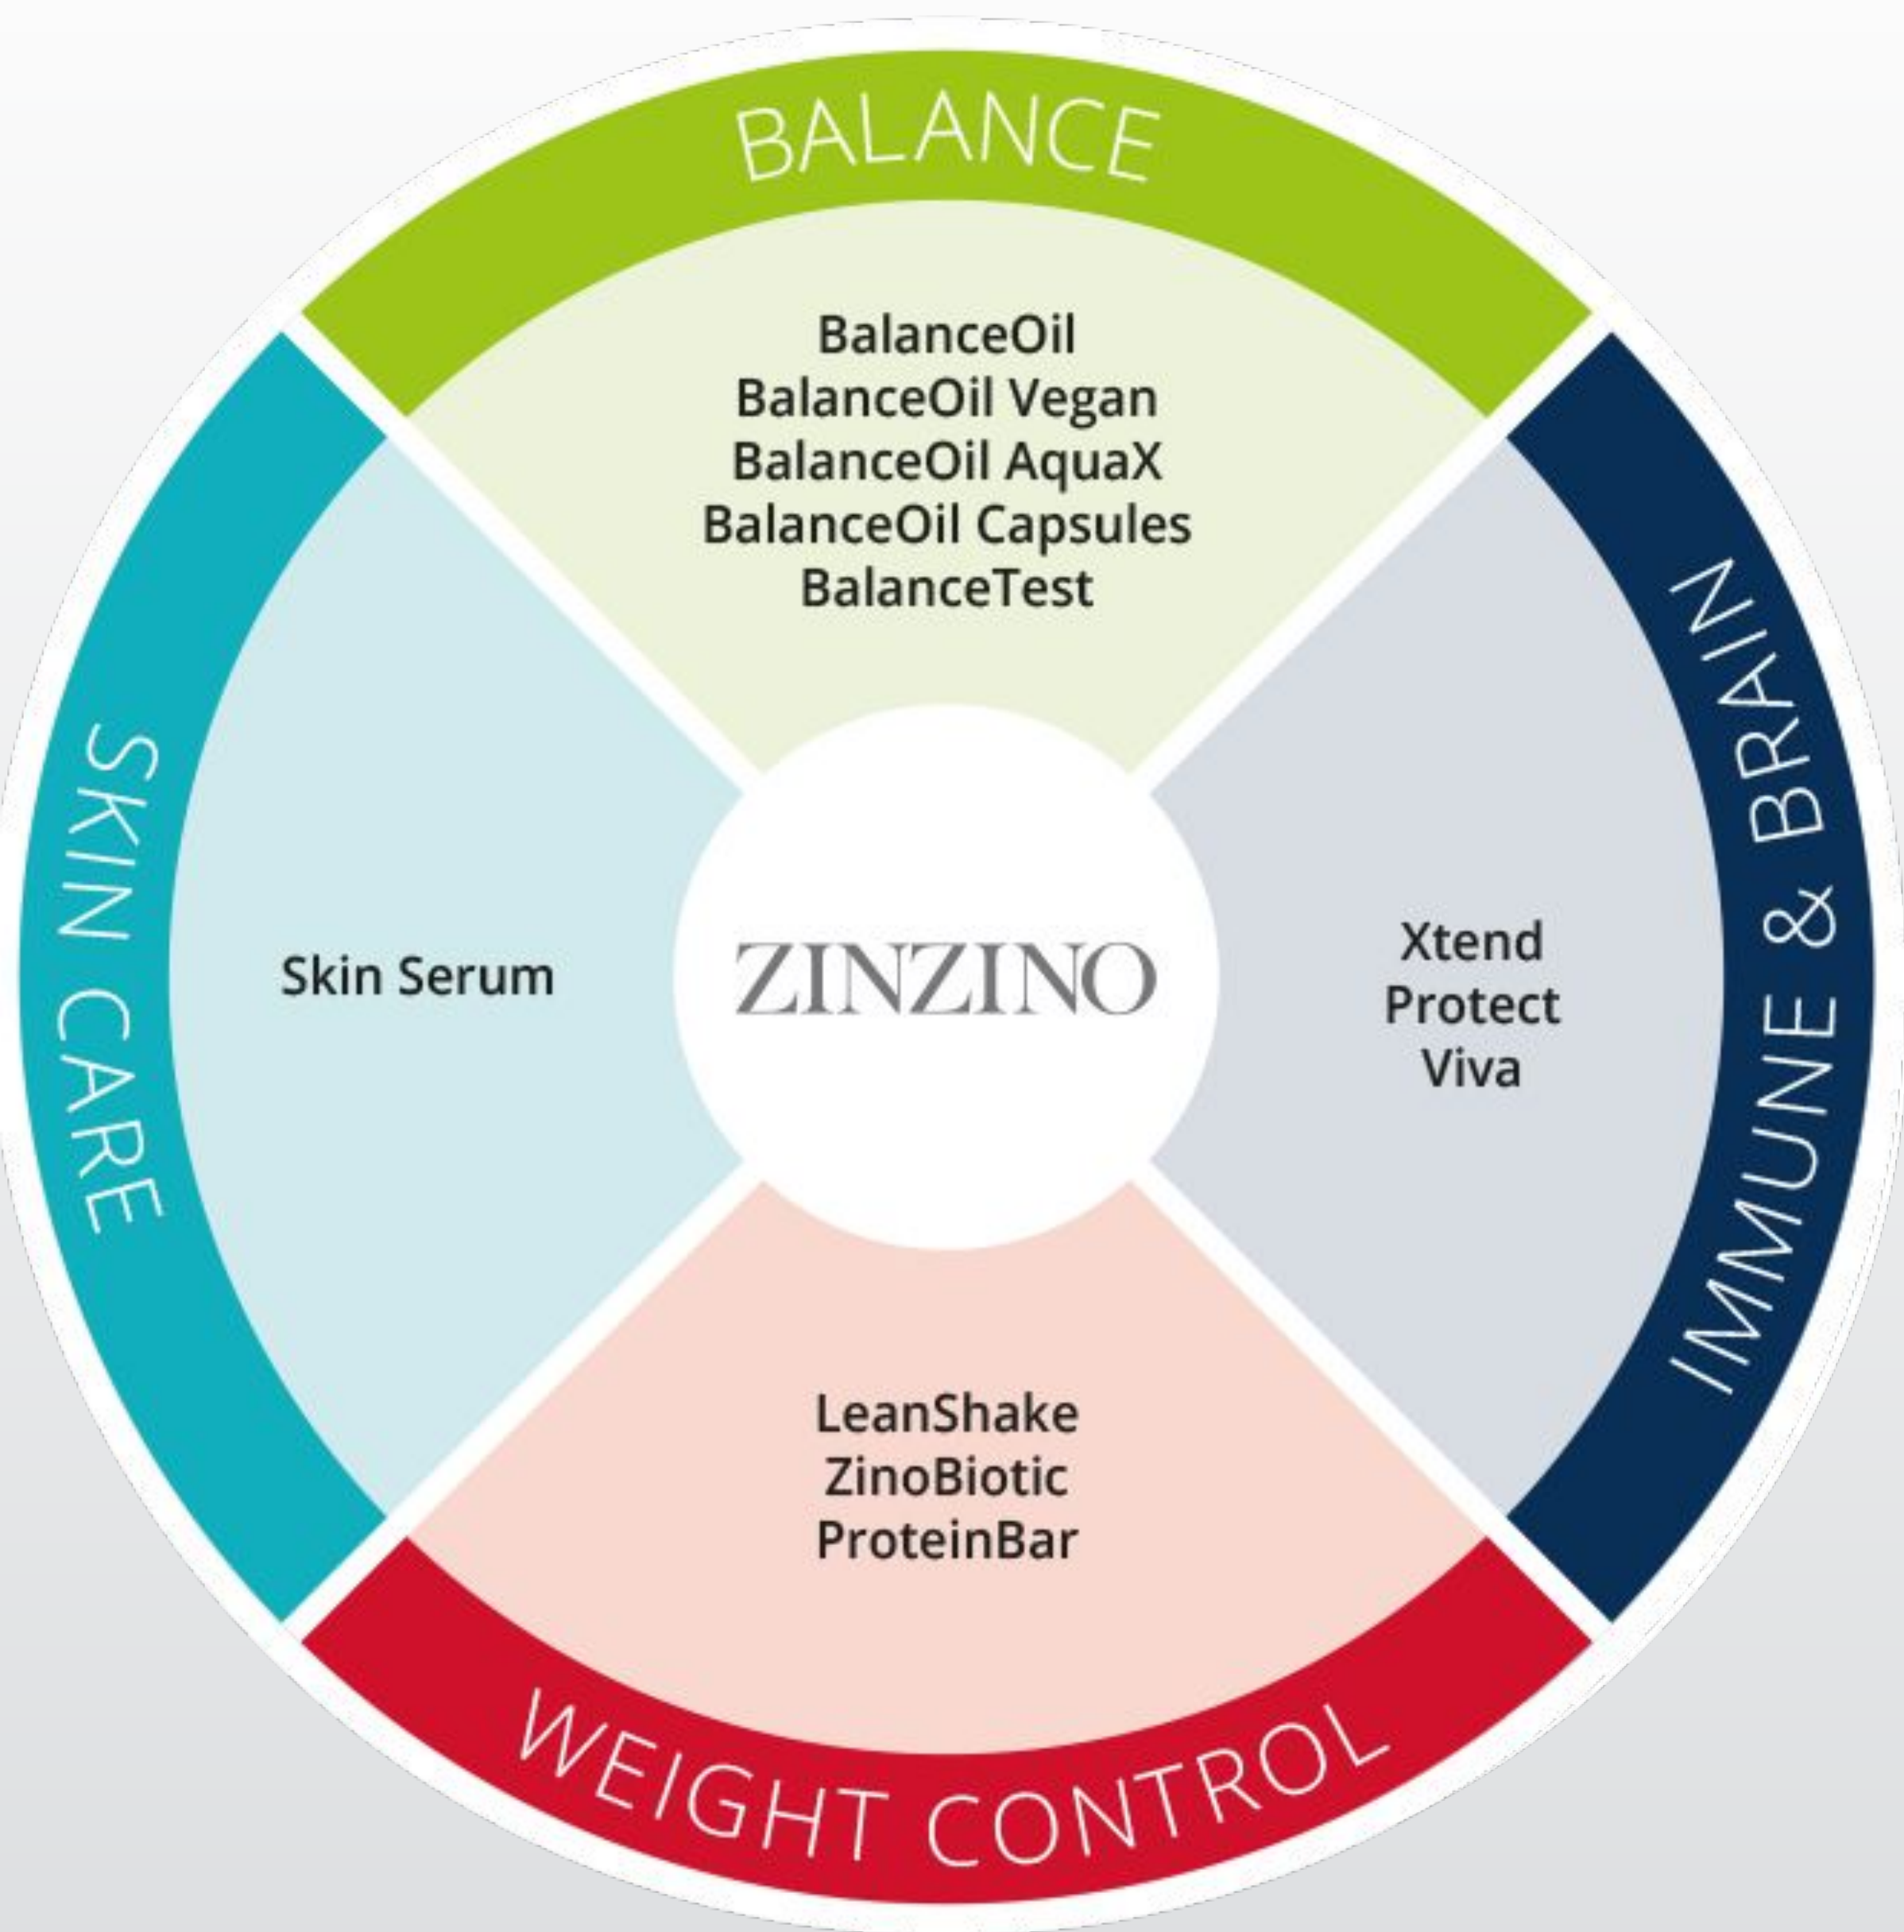 BALANCE
BalanceOil
BalanceOil Vegan
BalanceOil AquaX
BalanceOil Capsules
BalanceTest
SKIN CARE
Skin Serum
ZINZINO
Xtend
Protect
Viva
IMMUNE & BRAIN
LeanShake
ZinoBiotic
ProteinBar
WEIGHT CONTROL